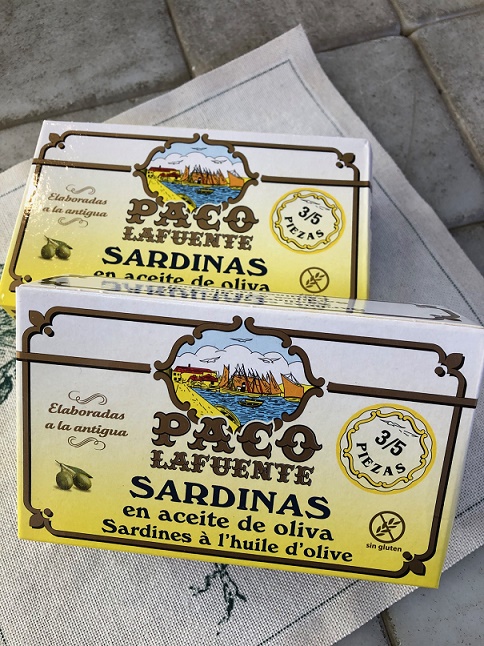 Elaboradas
a la antigua
PACO
LAFUENTE
3/5
PIEZAS
SARDINAS
en aceite de oliva
Elaboradas
a la antigua
PACO
LAFUENTE
3/5
PIEZAS
SARDINAS
en aceite de oliva
Sardines à l'huile d'olive
sin gluten